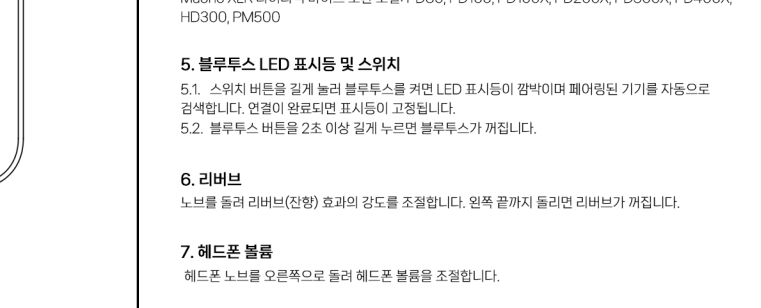 HD300, PM500
5. 블루투스 LED 표시등 및 스위치
5.1. 스위치 버튼을 길게 눌러 블루투스를 켜면 LED 표시등이 깜박이며 페어링된 기기를 자동으로
검색합니다. 연결이 완료되면 표시등이 고정됩니다.
5.2. 블루투스 버튼을 2초 이상 길게 누르면 블루투스가 꺼집니다.
6. 리버브
노브를 돌려 리버브(잔향) 효과의 강도를 조절합니다. 왼쪽 끝까지 돌리면 리버브가 꺼집니다.
7. 헤드폰 볼륨
헤드폰 노브를 오른쪽으로 돌려 헤드폰 볼륨을 조절합니다.